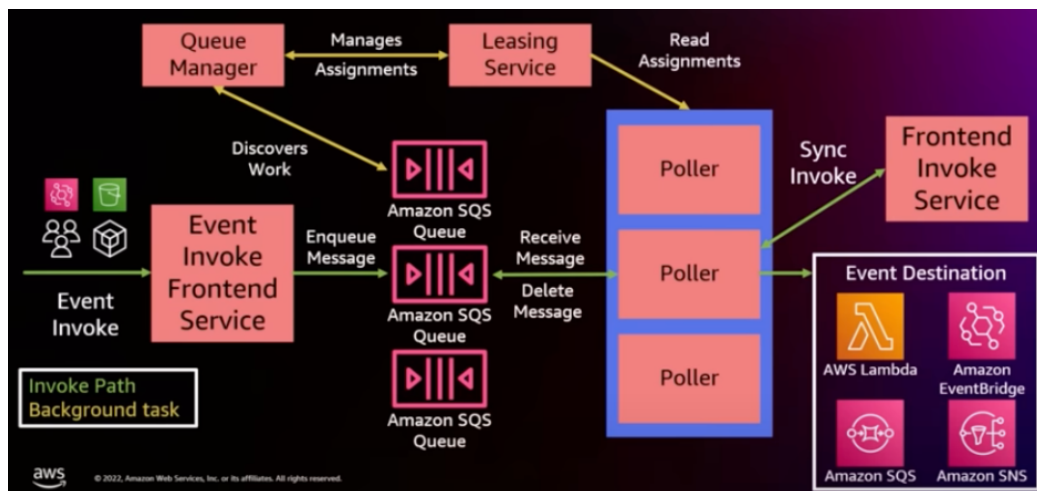 Queue
Manager
Manages
Assignments
Leasing
Service
Read
Assignments
Discovers
Work
Amazon SQS
Queue
Event
Invoke
Event
Invoke
Frontend
Service
Enqueue
Message
Amazon SQS
Queue
Amazon SQS
Queue
Receive
Message
Delete
Message
Poller
Poller
Poller
Sync
Invoke
Frontend
Invoke
Service
Event Destination
AWS Lambda
Amazon
EventBridge
Amazon SQS
Amazon SNS
Invoke Path
Background task
aws
© 2022, Amazon Web Services, Inc. or its affiliates. All rights reserved.